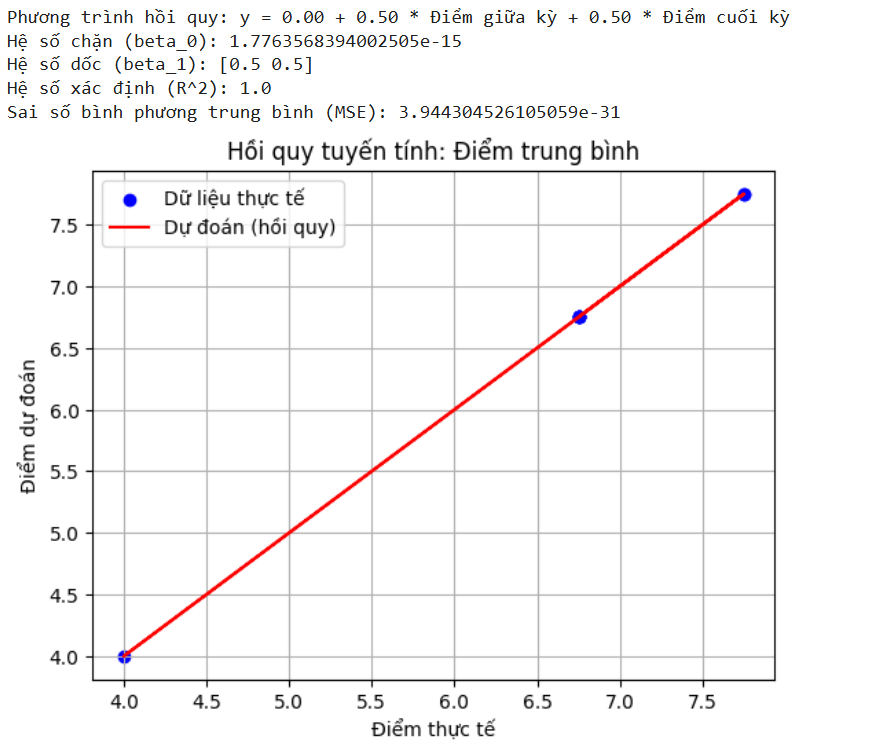 Phương trình hồi quy: y = 0.00 + 0.50 * Điểm giữa kỳ + 0.50 * Điểm cuối kỳ
Hệ số chặn (beta_0): 1.7763568394002505e-15
Hệ số dốc (beta_1): [0.5 0.5]
Hệ số xác định (R^2): 1.0
Sai số bình phương trung bình (MSE): 3.944304526105059e-31
Hồi quy tuyến tính: Điểm trung bình
Dữ liệu thực tế
Dự đoán (hồi quy)
7.5
7.0
6.5
6.0
5.5
5.0
4.5
4.0
Điểm dự đoán
4.0 4.5 5.0 5.5 6.0 6.5 7.0 7.5
Điểm thực tế